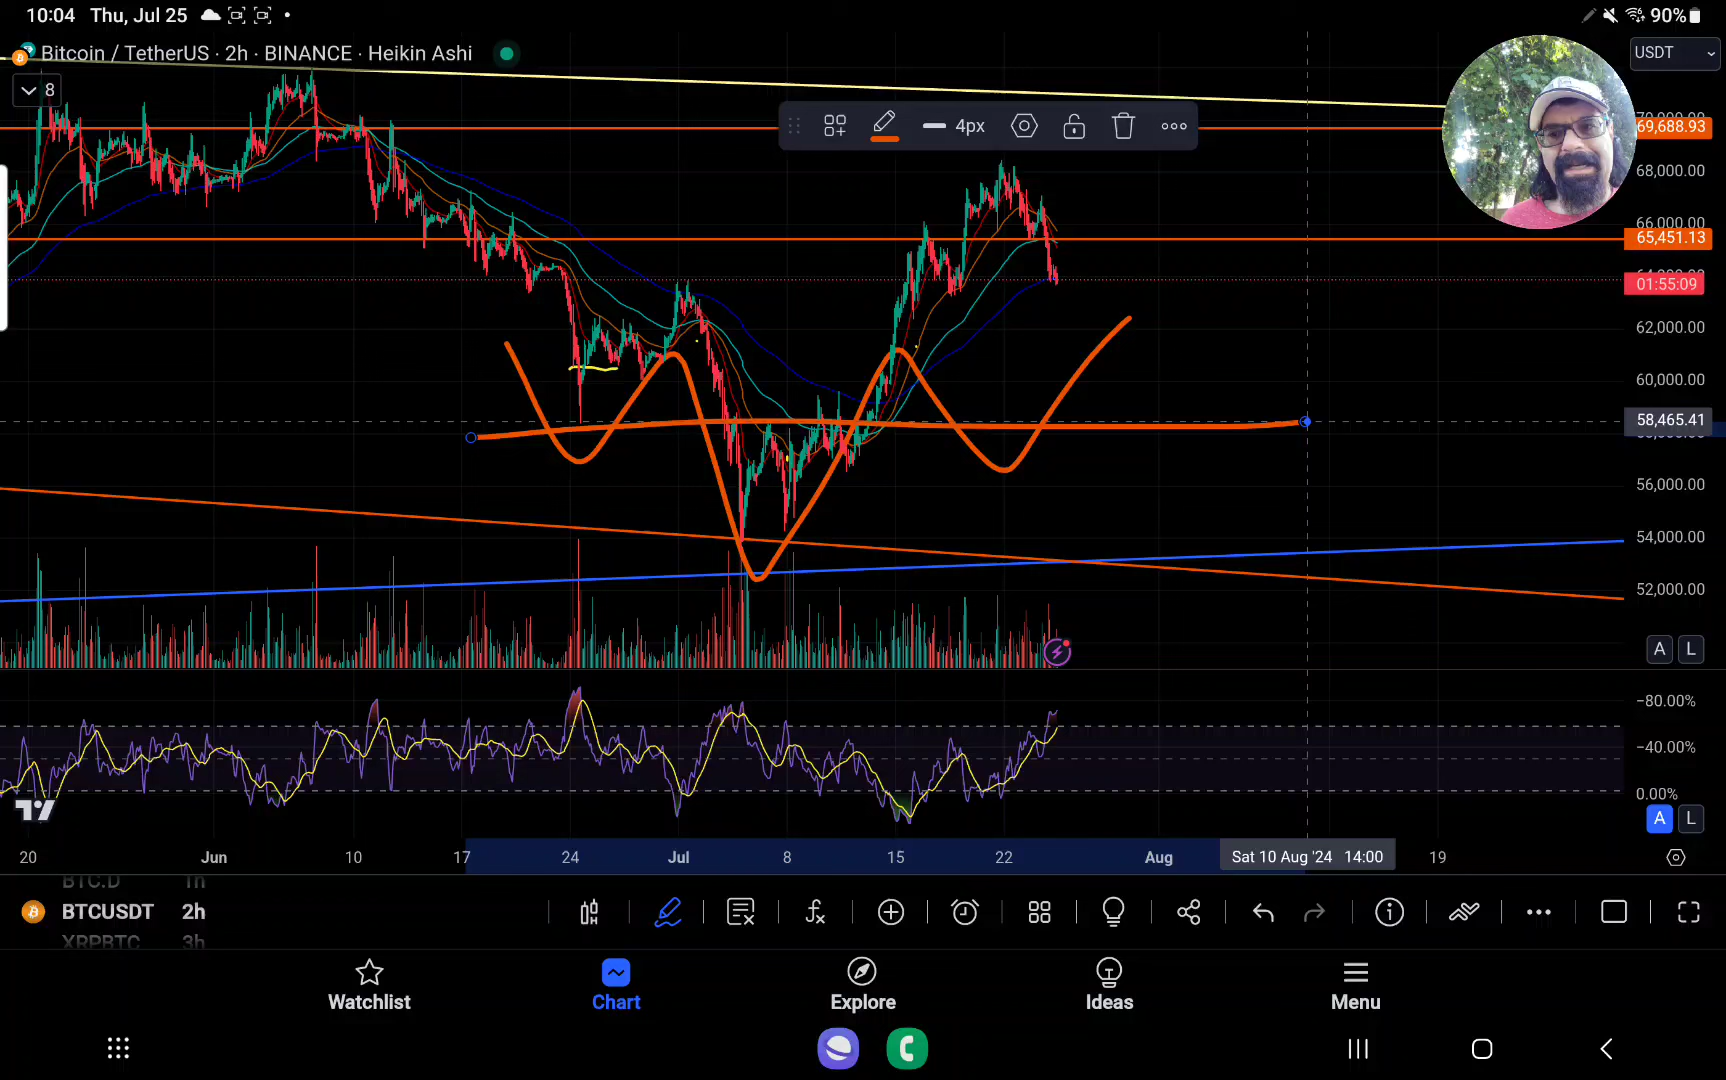 10:04 Thu, Jul 25
90%
Bitcoin / TetherUS · 2h · BINANCE · Heikin Ashi
USDT
8
4px
69,688.93
68,000.00
66,000.00
65,451.13
01:55:09
62,000.00
60,000.00
58,465.41
56,000.00
54,000.00
52,000.00
A L
−80.00%
−40.00%
0.00%
A L
20 Jun 10 17 24 Jul 8 15 22 Aug Sat 10 Aug '24 14:00 19
BTC.D 1h
BTCUSDT 2h
XRPBTC 3h
Watchlist Chart Explore Ideas Menu